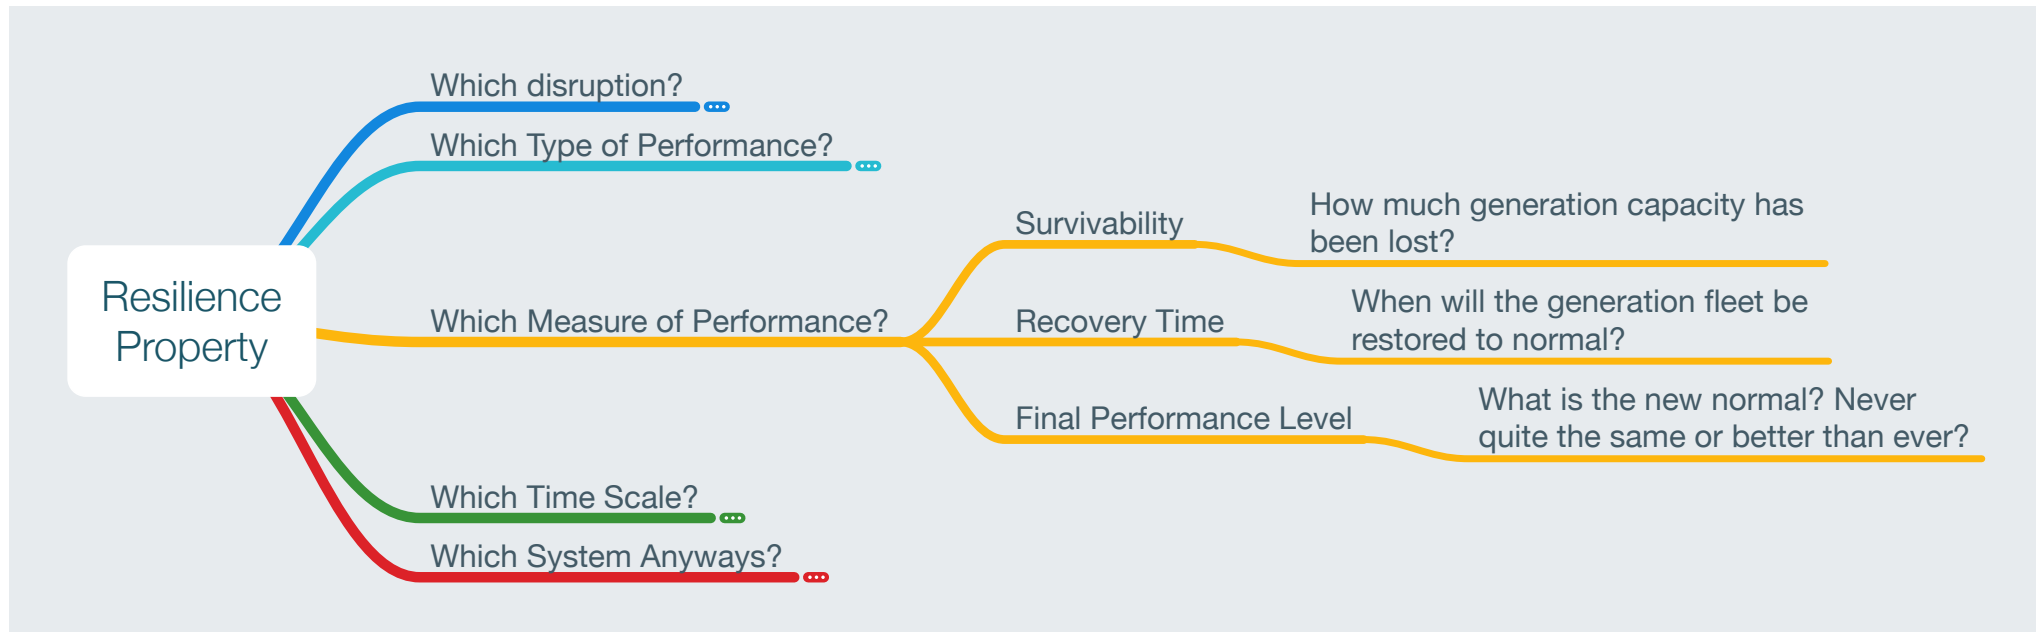 Resilience
Property
Which disruption?
Which Type of Performance?
Which Measure of Performance?
Survivability
How much generation capacity has
been lost?
Recovery Time
When will the generation fleet be
restored to normal?
Final Performance Level
What is the new normal? Never
quite the same or better than ever?
Which Time Scale?
Which System Anyways?